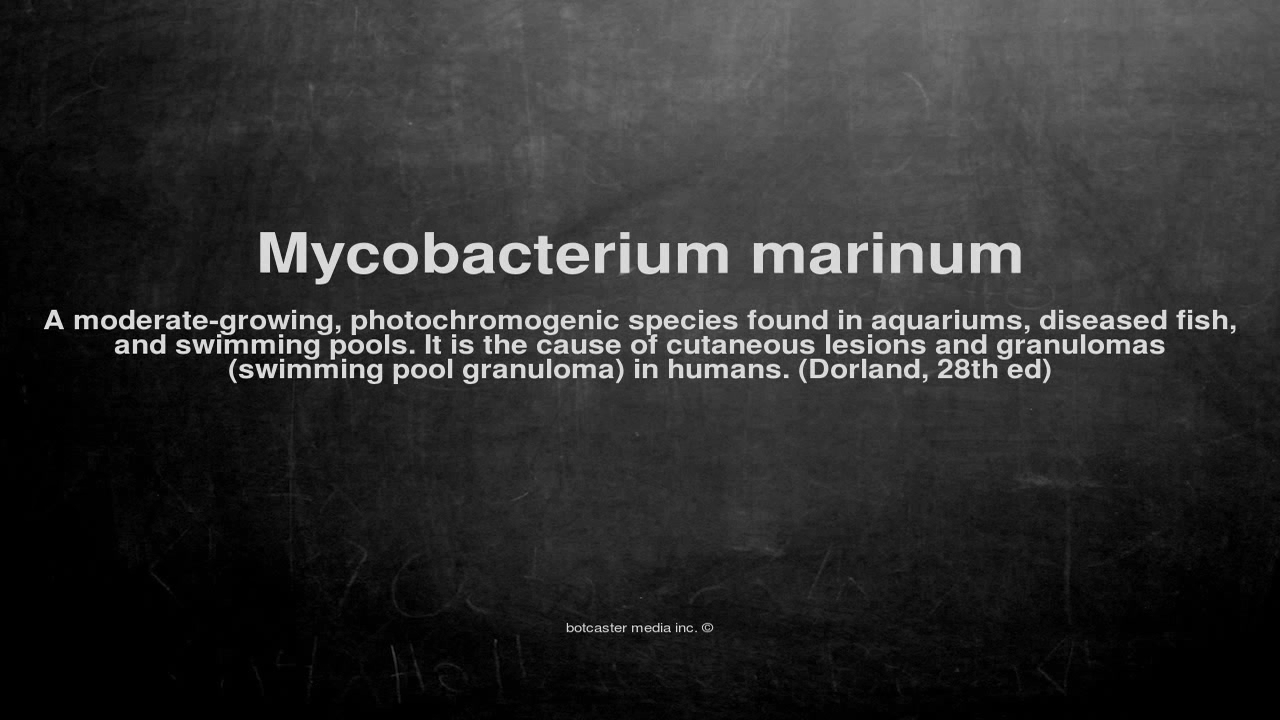 Mycobacterium marinum
A moderate-growing, photochromogenic species found in aquariums, diseased fish,
and swimming pools. It is the cause of cutaneous lesions and granulomas
(swimming pool granuloma) in humans. (Dorland, 28th ed)
botcaster media inc. ©